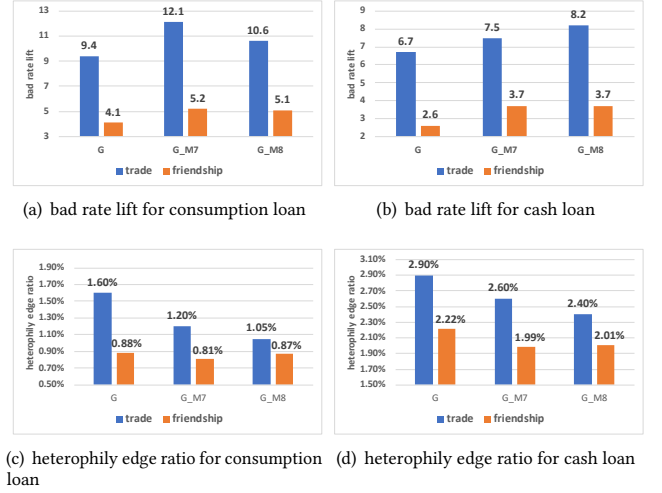 13
11
9
7
5
3
bad rate lift
9.4
4.1
12.1
5.2
10.6
5.1
G
G_M7
G_M8
trade
friendship
(a) bad rate lift for consumption loan
9
8
7
6
5
4
3
2
bad rate lift
6.7
2.6
7.5
3.7
8.2
3.7
G
G_M7
G_M8
trade
friendship
(b) bad rate lift for cash loan
1.90%
1.70%
1.50%
1.30%
1.10%
0.90%
0.70%
0.50%
heterophily edge ratio
1.60%
0.88%
1.20%
0.81%
1.05%
0.87%
G
G_M7
G_M8
trade
friendship
(c) heterophily edge ratio for consumption
loan
3.10%
2.90%
2.70%
2.50%
2.30%
2.10%
1.90%
1.70%
1.50%
heterophily edge ratio
2.90%
2.22%
2.60%
1.99%
2.40%
2.01%
G
G_M7
G_M8
trade
friendship
(d) heterophily edge ratio for cash loan